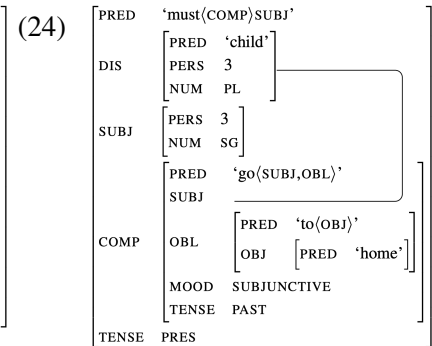 (24)
PRED ‘must⟨COMP⟩SUBJ’
PRED ‘child’
DIS PERS 3
NUM PL
SUBJ PERS 3
NUM SG
PRED ‘go⟨SUBJ,OBL⟩’
SUBJ
PRED ‘to⟨OBJ⟩’
COMP OBL
OBJ PRED ‘home’
MOOD SUBJUNCTIVE
TENSE PAST
TENSE PRES